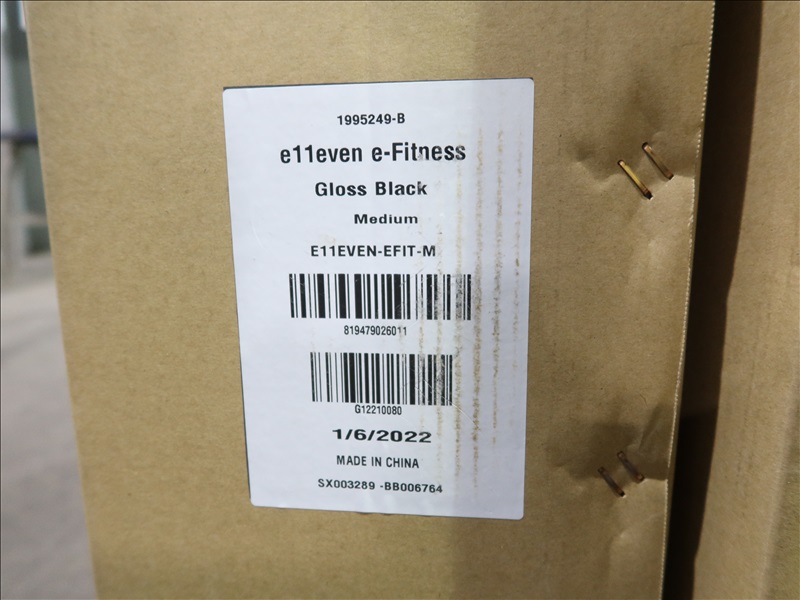 1995249-B
e11even e-Fitness
Gloss Black
Medium
E11EVEN-EFIT-M
819479026011
G12210080
1/6/2022
MADE IN CHINA
SX003289 -BB006764